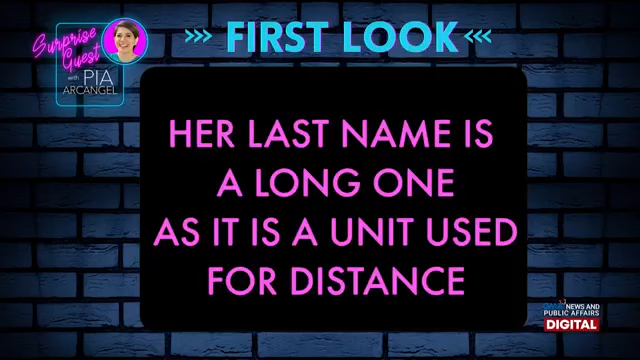 Surprise
Guest
with PIA
ARCANGEL
>>> FIRST LOOK <<<
HER LAST NAME IS
A LONG ONE
AS IT IS A UNIT USED
FOR DISTANCE
GMA NEWS AND
PUBLIC AFFAIRS
DIGITAL